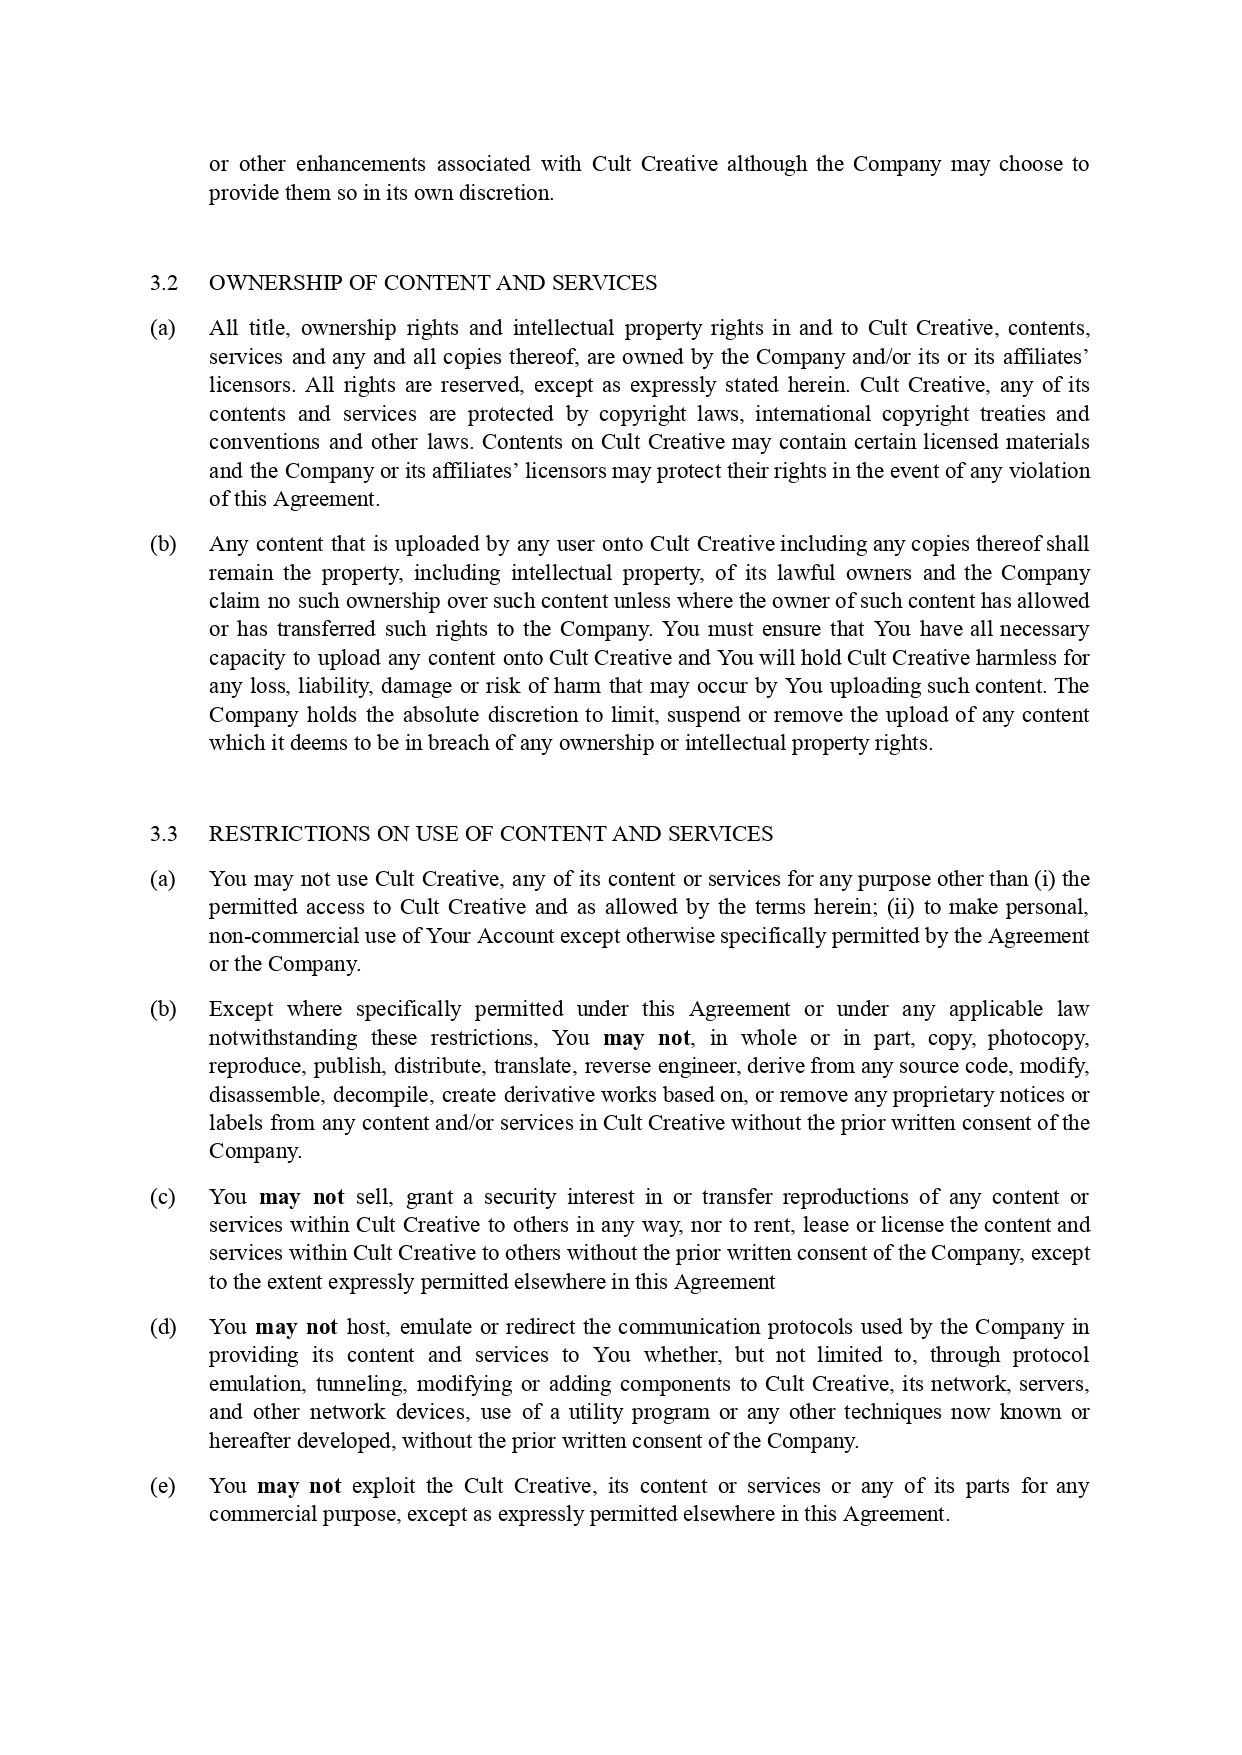 or other enhancements associated with Cult Creative although the Company may choose to
provide them so in its own discretion.
3.2 OWNERSHIP OF CONTENT AND SERVICES
(a) All title, ownership rights and intellectual property rights in and to Cult Creative, contents,
services and any and all copies thereof, are owned by the Company and/or its or its affiliates’
licensors. All rights are reserved, except as expressly stated herein. Cult Creative, any of its
contents and services are protected by copyright laws, international copyright treaties and
conventions and other laws. Contents on Cult Creative may contain certain licensed materials
and the Company or its affiliates’ licensors may protect their rights in the event of any violation
of this Agreement.
(b) Any content that is uploaded by any user onto Cult Creative including any copies thereof shall
remain the property, including intellectual property, of its lawful owners and the Company
claim no such ownership over such content unless where the owner of such content has allowed
or has transferred such rights to the Company. You must ensure that You have all necessary
capacity to upload any content onto Cult Creative and You will hold Cult Creative harmless for
any loss, liability, damage or risk of harm that may occur by You uploading such content. The
Company holds the absolute discretion to limit, suspend or remove the upload of any content
which it deems to be in breach of any ownership or intellectual property rights.
3.3 RESTRICTIONS ON USE OF CONTENT AND SERVICES
(a) You may not use Cult Creative, any of its content or services for any purpose other than (i) the
permitted access to Cult Creative and as allowed by the terms herein; (ii) to make personal,
non-commercial use of Your Account except otherwise specifically permitted by the Agreement
or the Company.
(b) Except where specifically permitted under this Agreement or under any applicable law
notwithstanding these restrictions, You may not, in whole or in part, copy, photocopy,
reproduce, publish, distribute, translate, reverse engineer, derive from any source code, modify,
disassemble, decompile, create derivative works based on, or remove any proprietary notices or
labels from any content and/or services in Cult Creative without the prior written consent of the
Company.
(c) You may not sell, grant a security interest in or transfer reproductions of any content or
services within Cult Creative to others in any way, nor to rent, lease or license the content and
services within Cult Creative to others without the prior written consent of the Company, except
to the extent expressly permitted elsewhere in this Agreement
(d) You may not host, emulate or redirect the communication protocols used by the Company in
providing its content and services to You whether, but not limited to, through protocol
emulation, tunneling, modifying or adding components to Cult Creative, its network, servers,
and other network devices, use of a utility program or any other techniques now known or
hereafter developed, without the prior written consent of the Company.
(e) You may not exploit the Cult Creative, its content or services or any of its parts for any
commercial purpose, except as expressly permitted elsewhere in this Agreement.